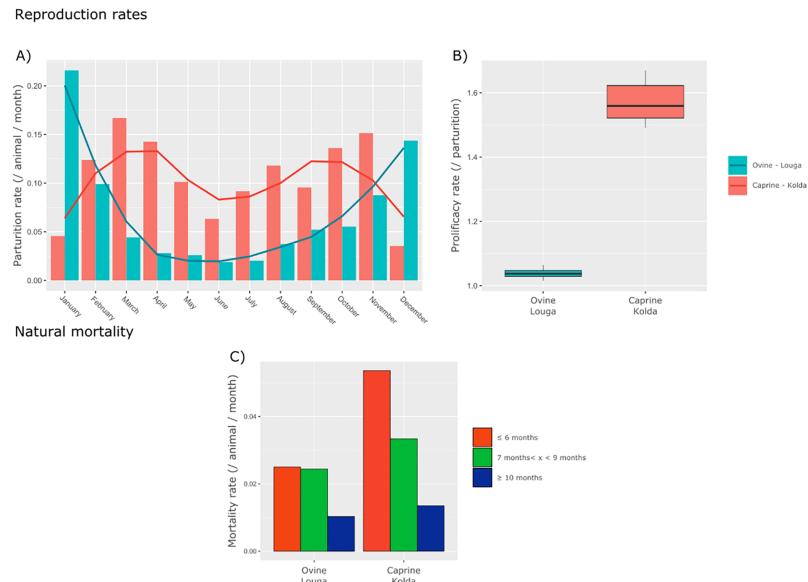 Reproduction rates
A)
B)
Parturition rate (/ animal / month)
0.20
0.15
0.10
0.05
0.00
January
February
March
April
May
June
July
August
September
October
November
December
Prolificacy rate (/ parturition)
1.6
1.4
1.2
1.0
Ovine
Louga
Caprine
Kolda
Ovine - Louga
Caprine - Kolda
Natural mortality
C)
Mortality rate (/ animal / month)
0.04
0.02
0.00
Ovine
Louga
Caprine
Kolda
≤ 6 months
7 months< x < 9 months
≥ 10 months